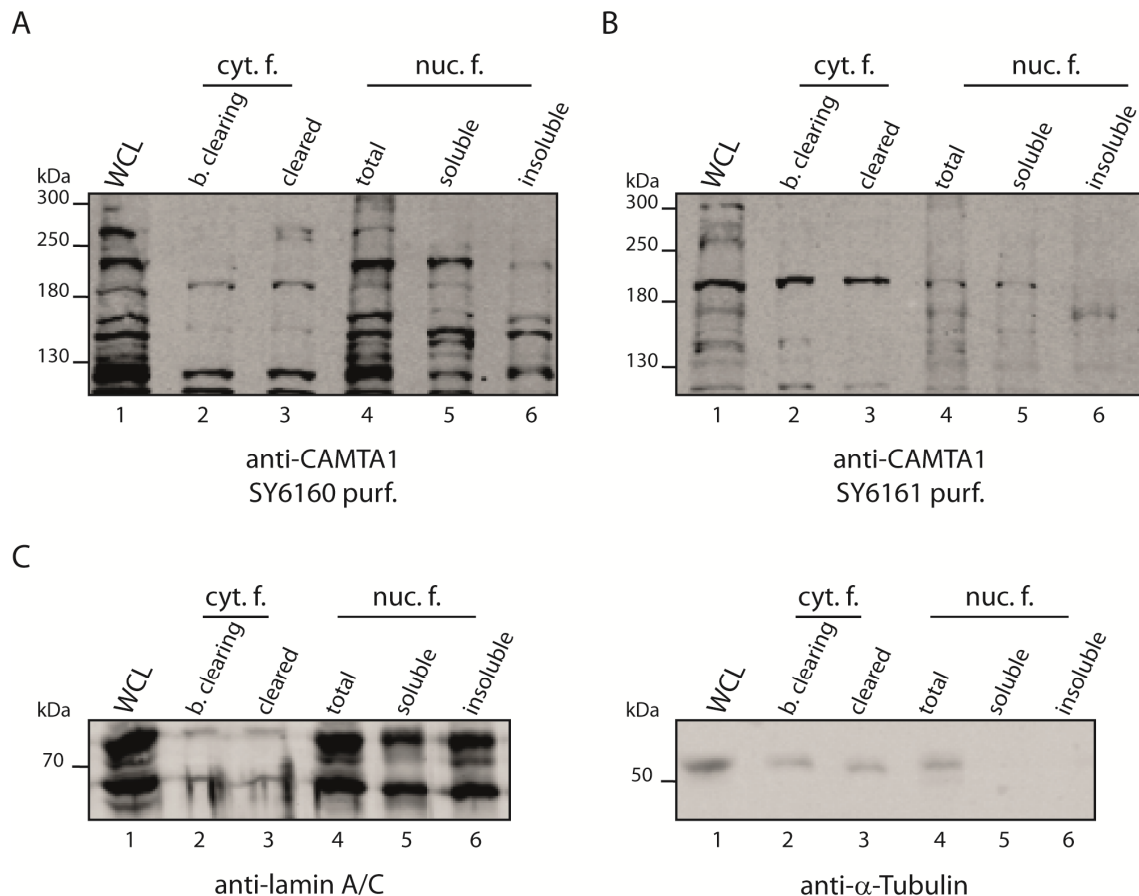 A
cyt. f.
nuc. f.
WCL
b. clearing
cleared
total
soluble
insoluble
kDa
300
250
180
130
1 2 3 4 5 6
anti-CAMTA1
SY6160 purf.
B
cyt. f.
nuc. f.
WCL
b. clearing
cleared
total
soluble
insoluble
kDa
300
250
180
130
1 2 3 4 5 6
anti-CAMTA1
SY6161 purf.
C
cyt. f.
nuc. f.
WCL
b. clearing
cleared
total
soluble
insoluble
kDa
70
1 2 3 4 5 6
anti-lamin A/C
cyt. f.
nuc. f.
WCL
b. clearing
cleared
total
soluble
insoluble
kDa
50
1 2 3 4 5 6
anti-α-Tubulin